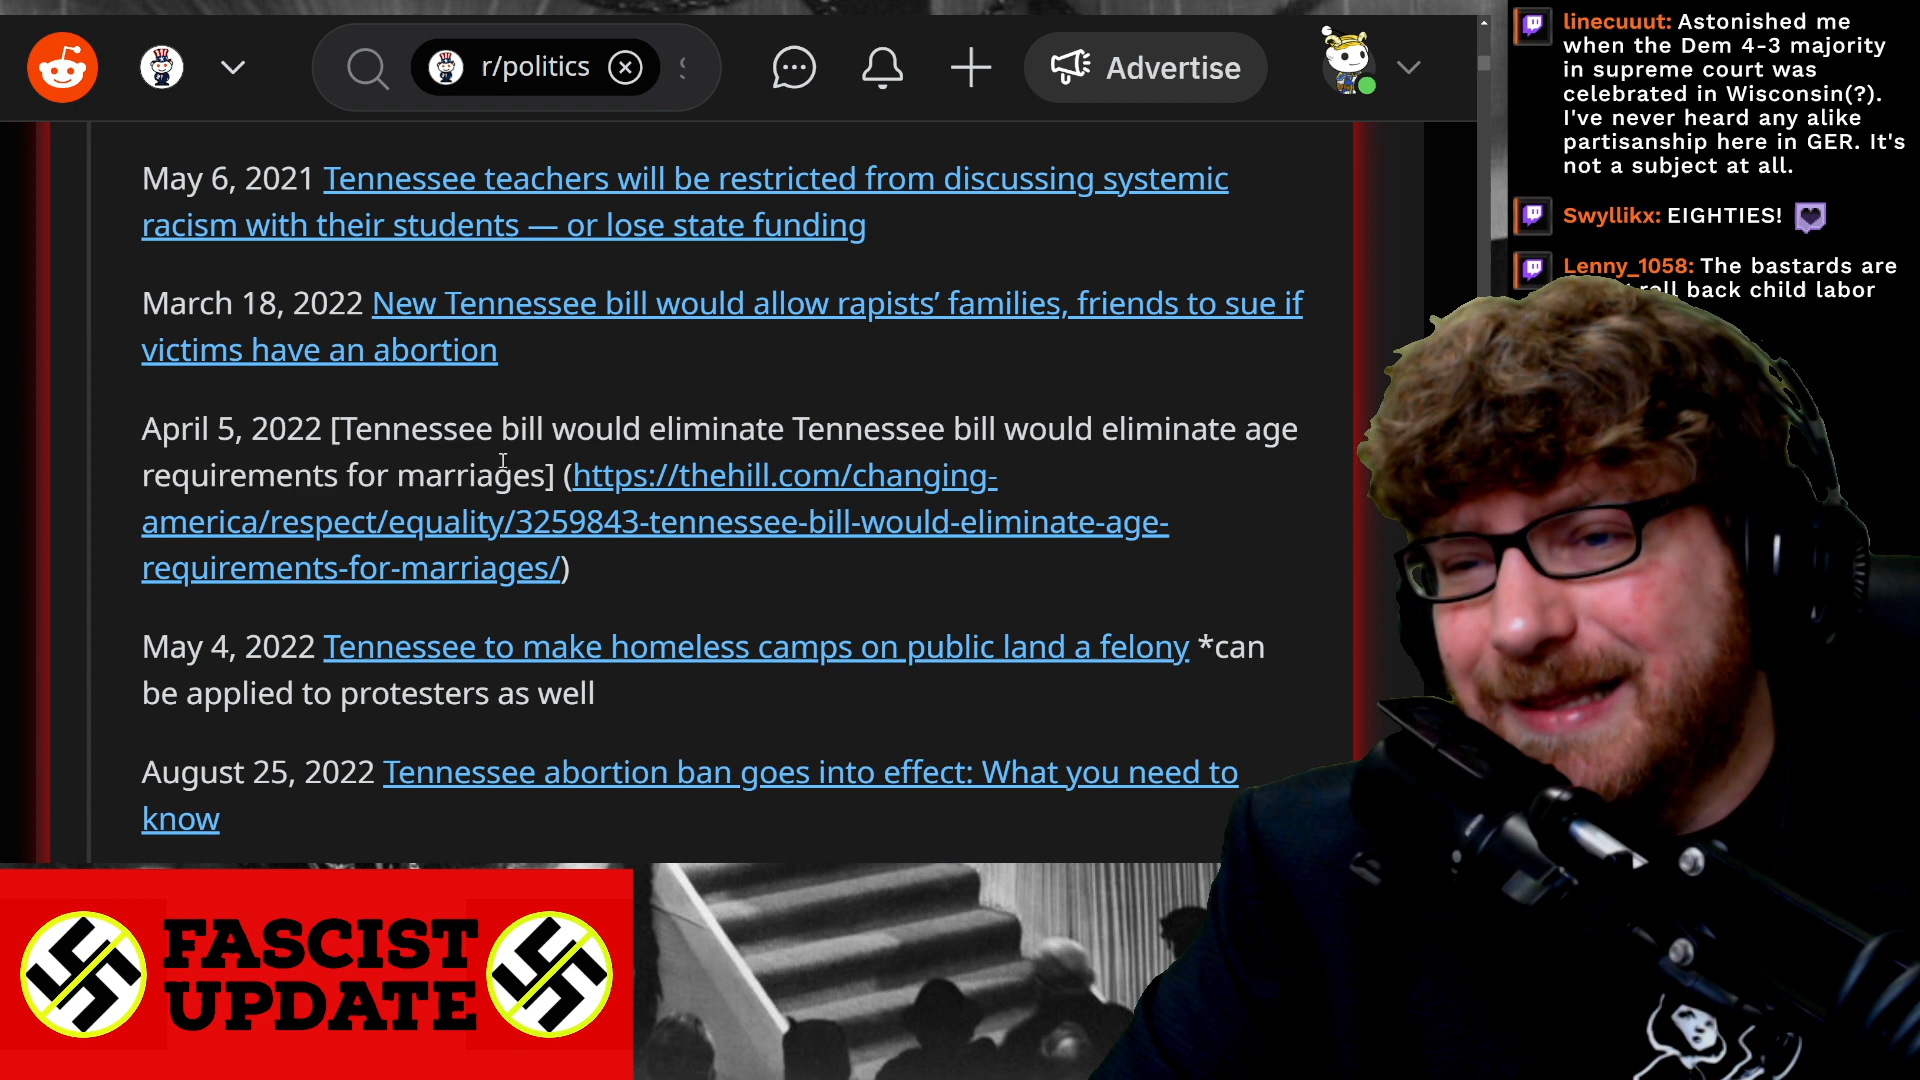 r/politics
Advertise
May 6, 2021 Tennessee teachers will be restricted from discussing systemic
racism with their students — or lose state funding
March 18, 2022 New Tennessee bill would allow rapists’ families, friends to sue if
victims have an abortion
April 5, 2022 [Tennessee bill would eliminate Tennessee bill would eliminate age
requirements for marriages] (https://thehill.com/changing-
america/respect/equality/3259843-tennessee-bill-would-eliminate-age-
requirements-for-marriages/)
May 4, 2022 Tennessee to make homeless camps on public land a felony *can
be applied to protesters as well
August 25, 2022 Tennessee abortion ban goes into effect: What you need to
know
linecuuut: Astonished me
when the Dem 4-3 majority
in supreme court was
celebrated in Wisconsin(?).
I've never heard any alike
partisanship here in GER. It's
not a subject at all.
Swyllikx: EIGHTIES!
Lenny_1058: The bastards are
roll back child labor
FASCIST
UPDATE